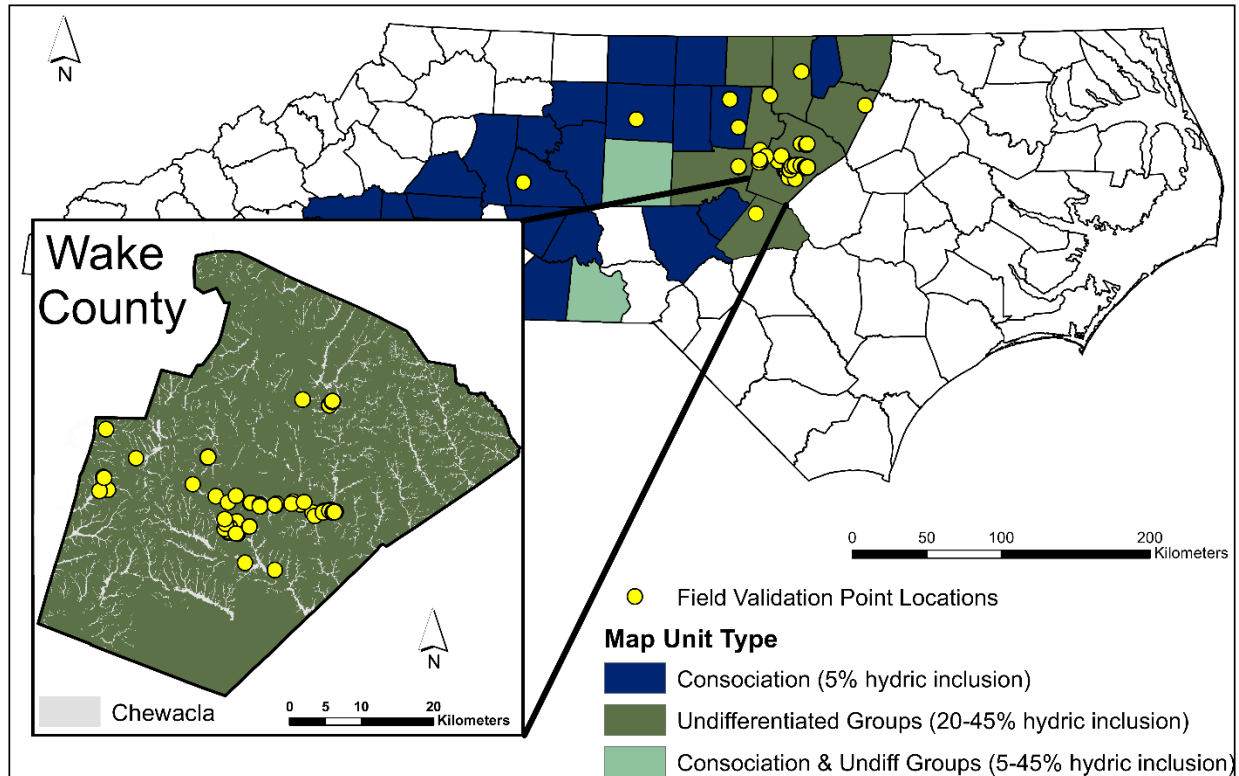 N
Wake
County
N
Chewacla
0 5 10 20
Kilometers
0 50 100 200
Kilometers
Field Validation Point Locations
Map Unit Type
Consociation (5% hydric inclusion)
Undifferentiated Groups (20-45% hydric inclusion)
Consociation & Undiff Groups (5-45% hydric inclusion)